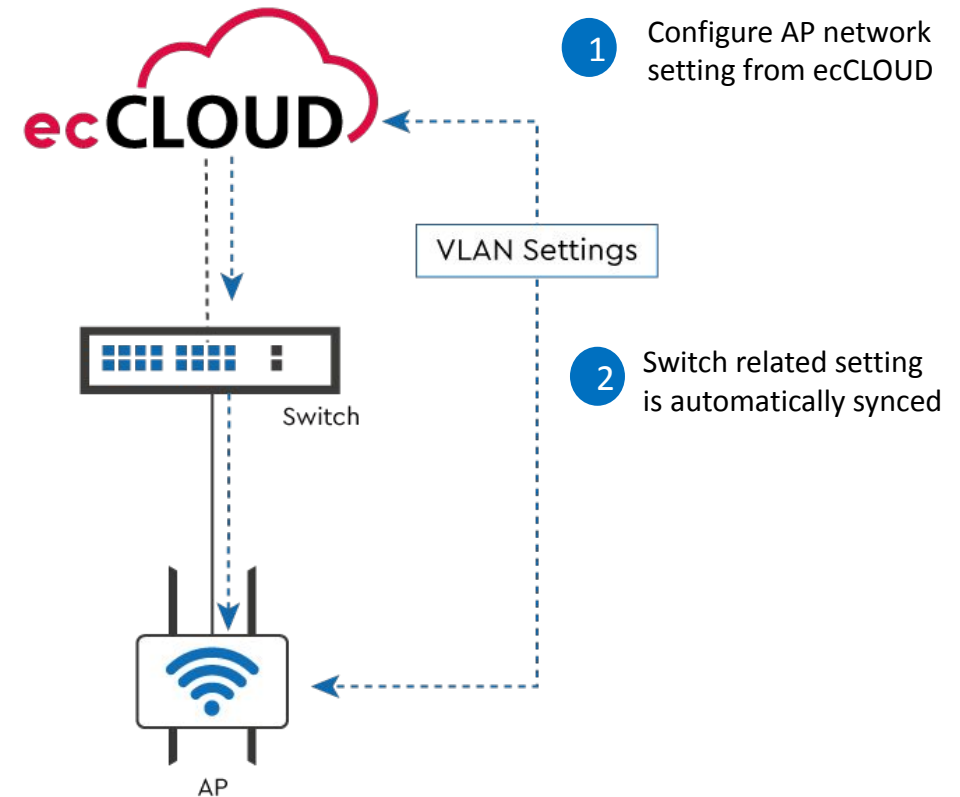 ecCLOUD
1
Configure AP network
setting from ecCLOUD
VLAN Settings
Switch
2
Switch related setting
is automatically synced
AP